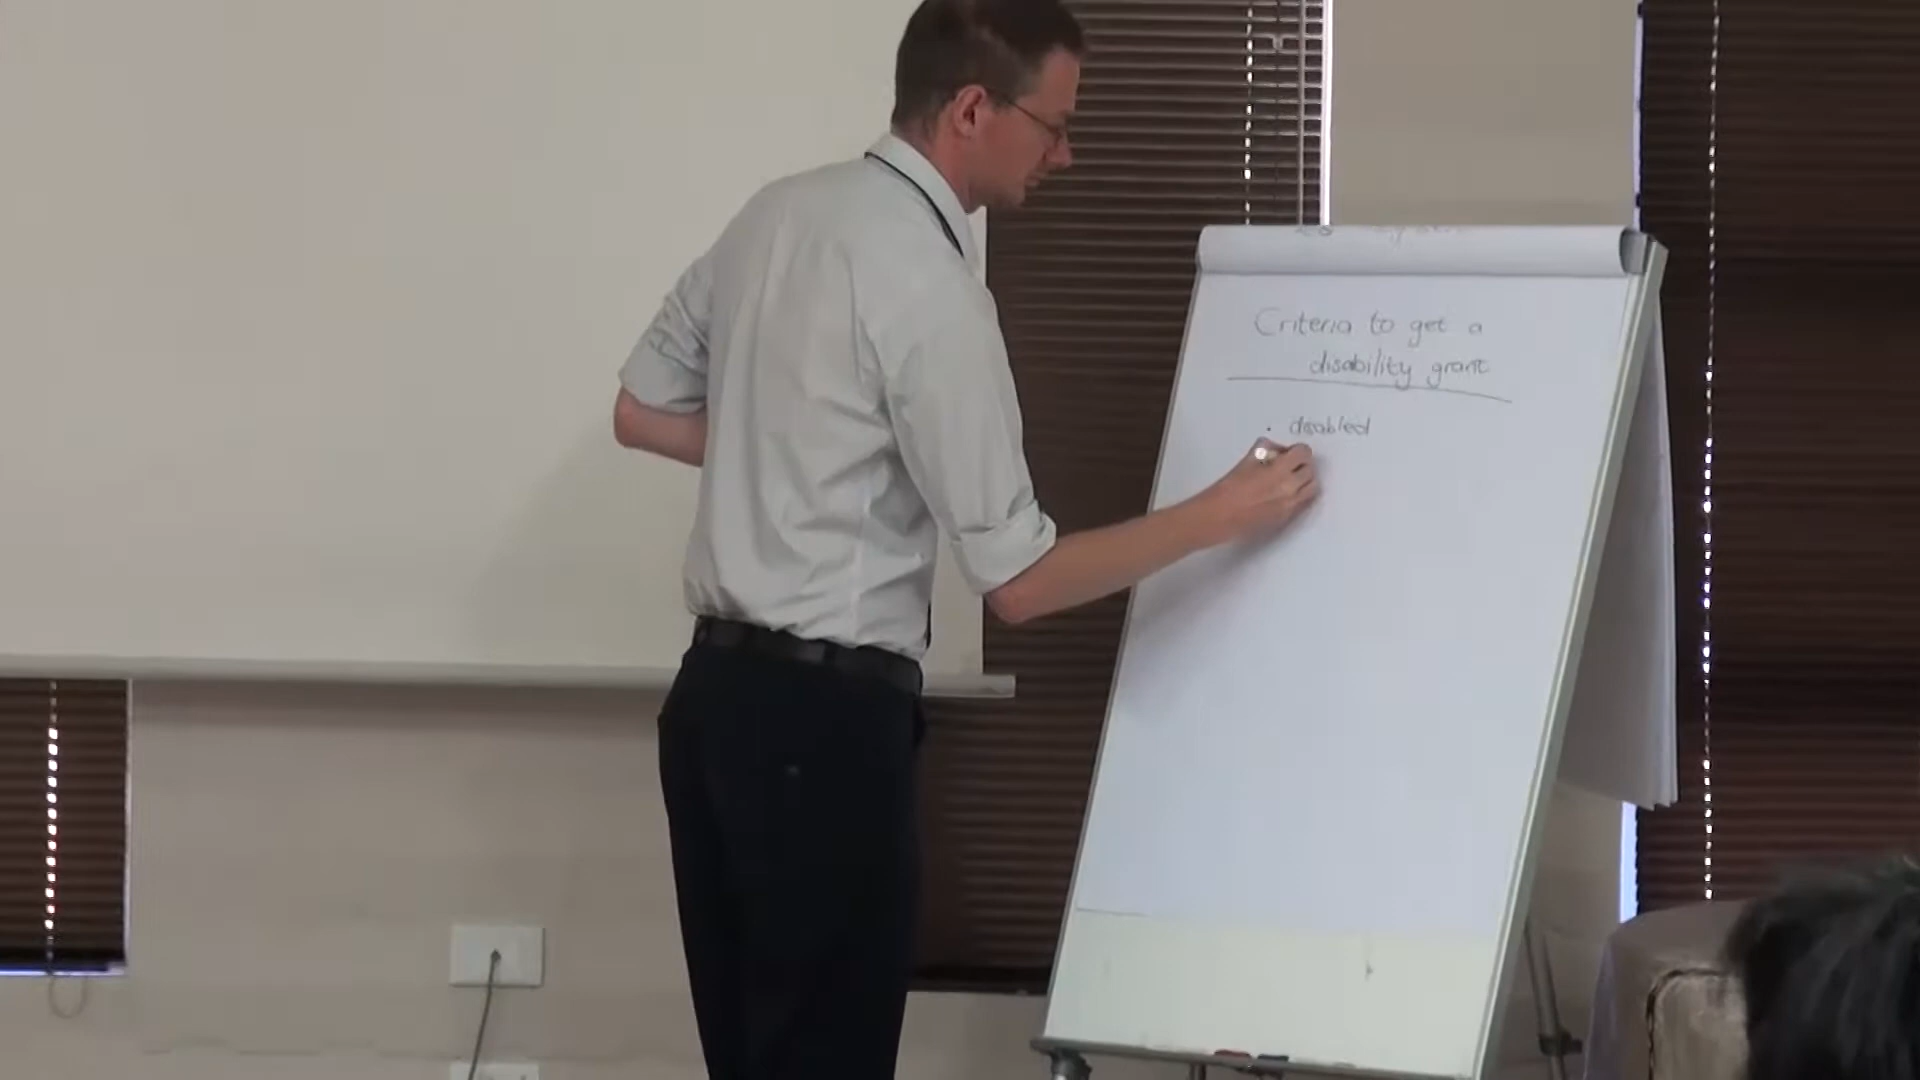 Criteria to get a
disability grant
• disabled